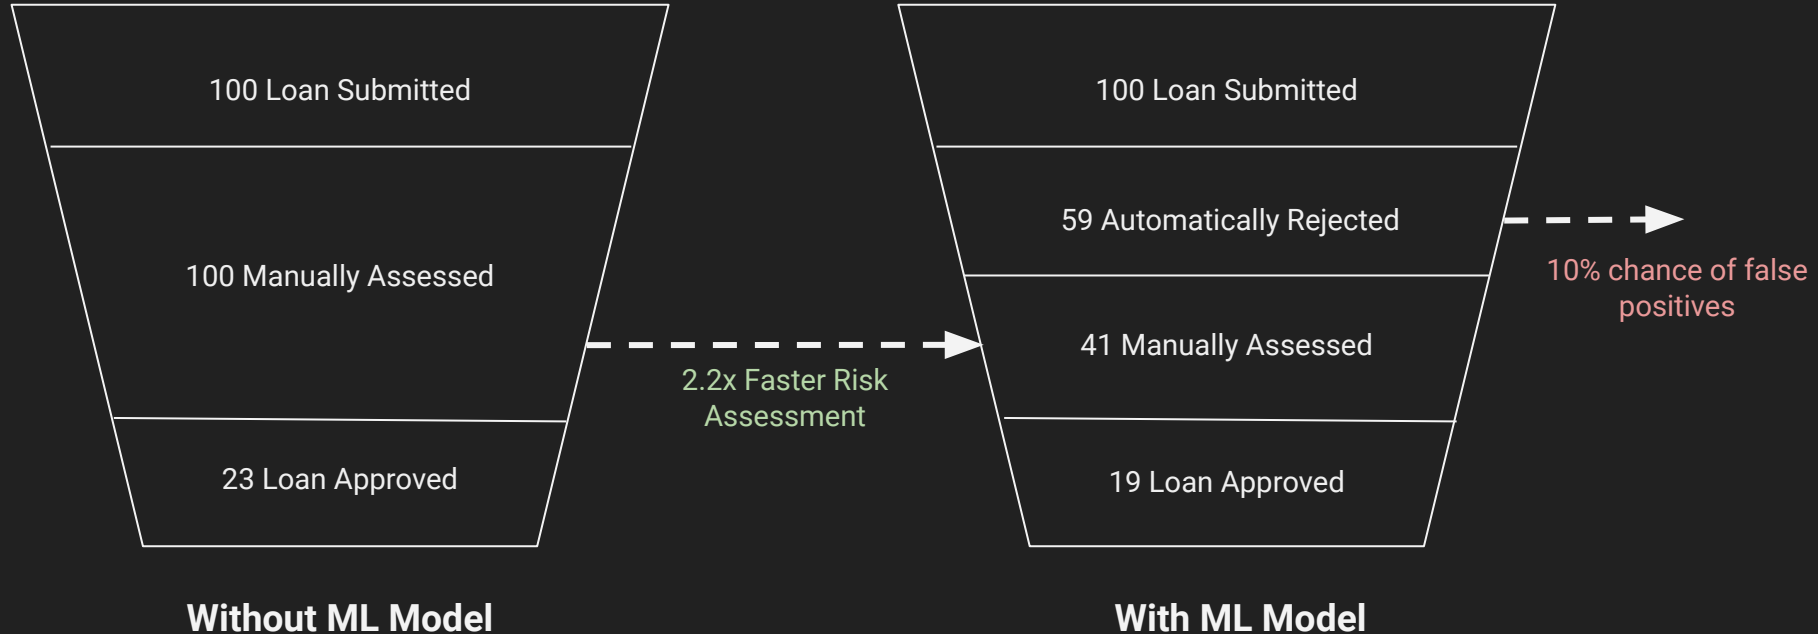 100 Loan Submitted
100 Manually Assessed
23 Loan Approved
Without ML Model
2.2x Faster Risk
Assessment
100 Loan Submitted
59 Automatically Rejected
41 Manually Assessed
19 Loan Approved
With ML Model
10% chance of false
positives